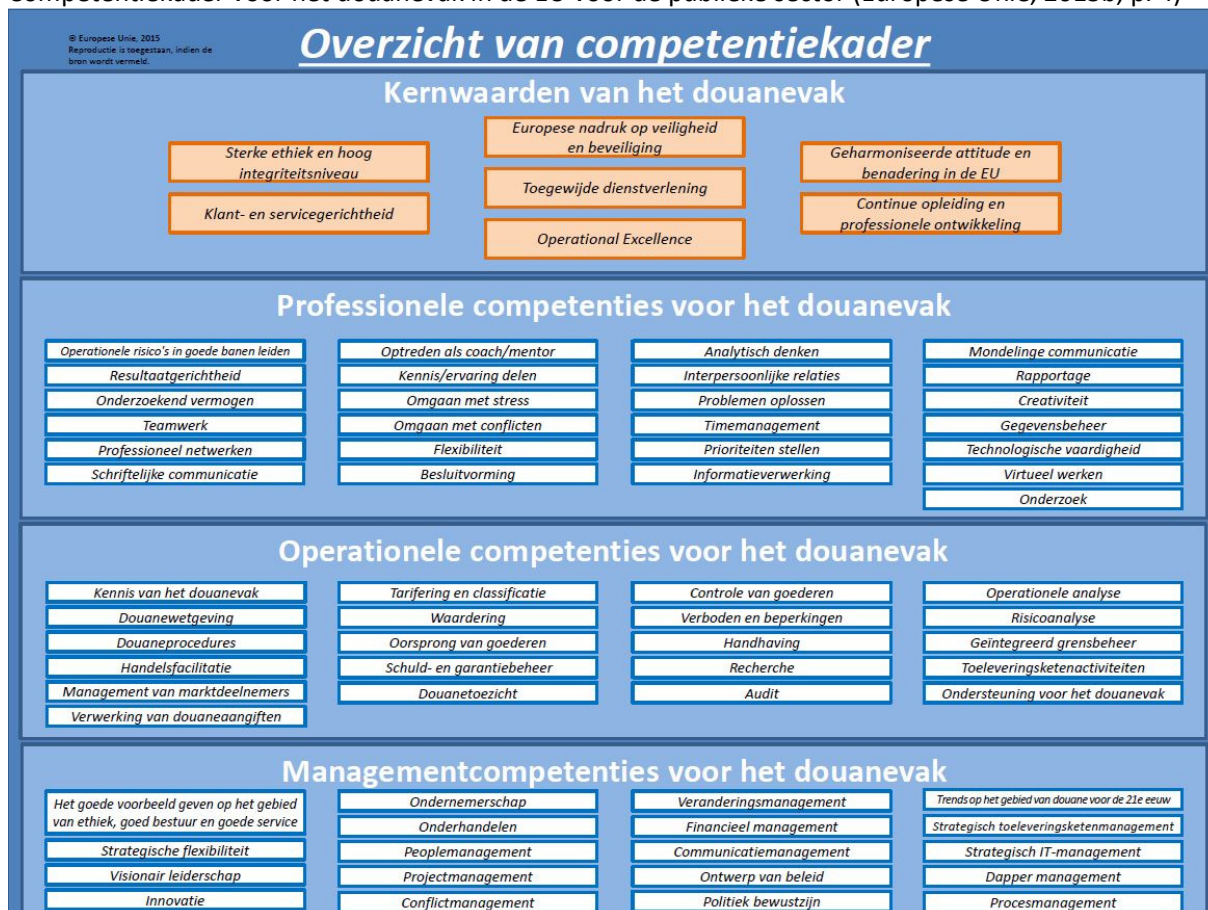 Competentiekader voor het douanevak in de EU voor de publieke sector (Europese Unie, 2015b, p. 4)
© Europese Unie, 2015
Reproductie is toegestaan, indien de
bron wordt vermeld.
Overzicht van competentiekader
Kernwaarden van het douanevak
Sterke ethiek en hoog
integriteitsniveau
Klant- en servicegerichtheid
Europese nadruk op veiligheid
en beveiliging
Toegewijde dienstverlening
Operational Excellence
Geharmoniseerde attitude en
benadering in de EU
Continue opleiding en
professionele ontwikkeling
Professionele competenties voor het douanevak
Operationele risico's in goede banen leiden
Resultaatgerichtheid
Onderzoekend vermogen
Teamwerk
Professioneel netwerken
Schriftelijke communicatie
Optreden als coach/mentor
Kennis/ervaring delen
Omgaan met stress
Omgaan met conflicten
Flexibiliteit
Besluitvorming
Analytisch denken
Interpersoonlijke relaties
Problemen oplossen
Timemanagement
Prioriteiten stellen
Informatieverwerking
Mondelinge communicatie
Rapportage
Creativiteit
Gegevensbeheer
Technologische vaardigheid
Virtueel werken
Onderzoek
Operationele competenties voor het douanevak
Kennis van het douanevak
Douanewetgeving
Douaneprocedures
Handelsfacilitatie
Management van marktdeelnemers
Verwerking van douaneaangiften
Tarifering en classificatie
Waardering
Oorsprong van goederen
Schuld- en garantiebeheer
Douanetoezicht
Controle van goederen
Verboden en beperkingen
Handhaving
Recherche
Audit
Operationele analyse
Risicoanalyse
Geïntegreerd grensbeheer
Toeleveringsketenactiviteiten
Ondersteuning voor het douanevak
Managementcompetenties voor het douanevak
Het goede voorbeeld geven op het gebied
van ethiek, goed bestuur en goede service
Strategische flexibiliteit
Visionair leiderschap
Innovatie
Ondernemerschap
Onderhandelen
Peoplemanagement
Projectmanagement
Conflictmanagement
Veranderingsmanagement
Financieel management
Communicatiemanagement
Ontwerp van beleid
Politiek bewustzijn
Trends op het gebied van douane voor de 21e eeuw
Strategisch toeleveringsketenmanagement
Strategisch IT-management
Dapper management
Procesmanagement